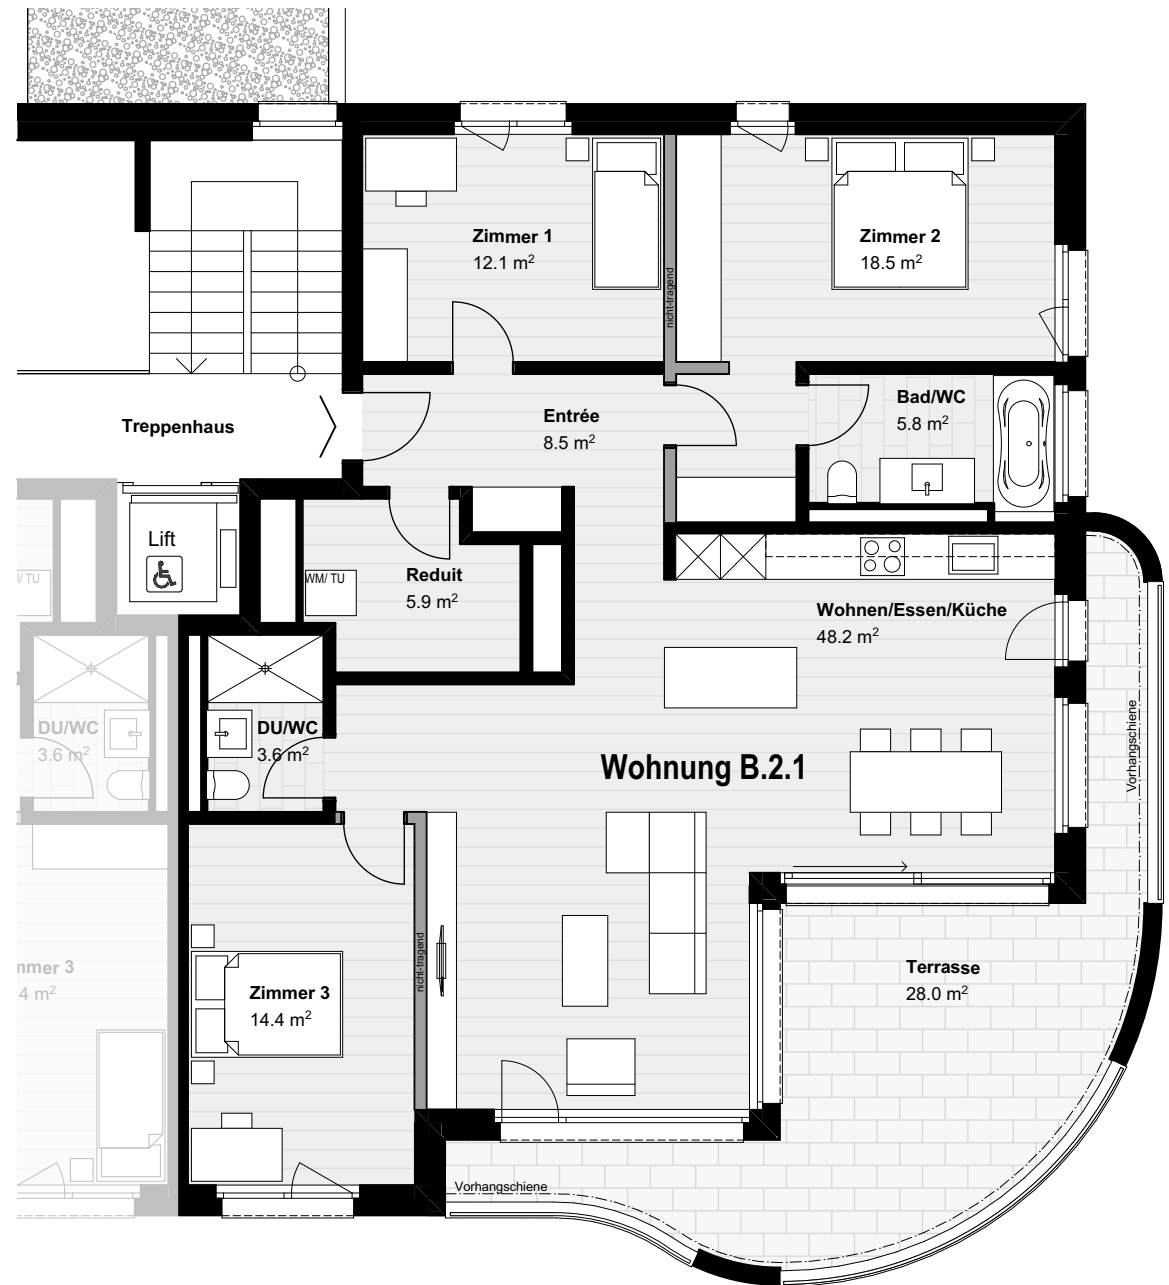 Zimmer 1
12.1 m²
Zimmer 2
18.5 m²
nicht-tragend
Treppenhaus
Entrée
8.5 m²
Bad/WC
5.8 m²
Lift
WM/ TU
Reduit
5.9 m²
Wohnen/Essen/Küche
48.2 m²
DU/WC
3.6 m²
DU/WC
3.6 m²
Wohnung B.2.1
Vorhangschiene
nicht-tragend
Zimmer 3
14.4 m²
mmer 3
4 m²
Terrasse
28.0 m²
Vorhangschiene